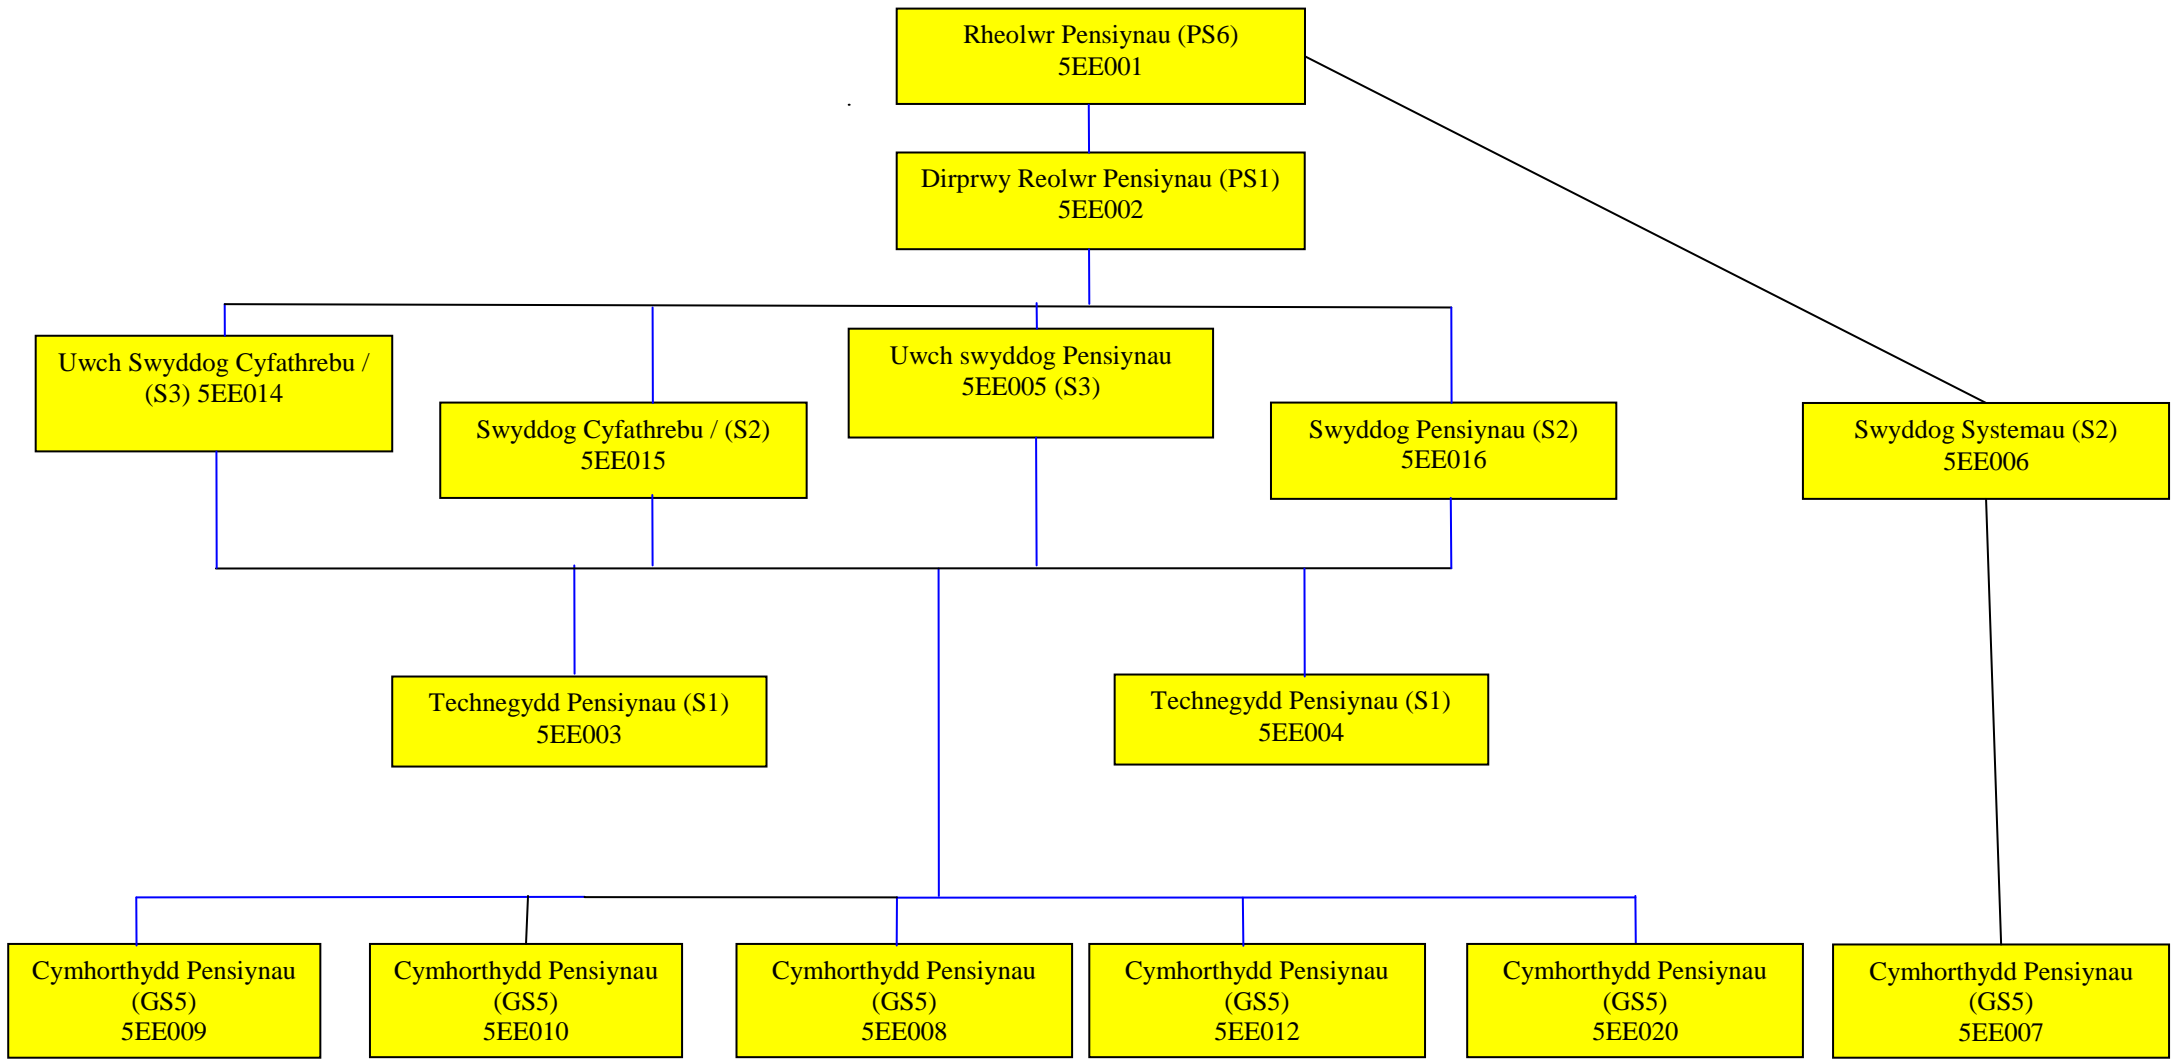 Rheolwr Pensiynau (PS6)
5EE001
Dirprwy Reolwr Pensiynau (PS1)
5EE002
Uwch Swyddog Cyfathrebu /
(S3) 5EE014
Swyddog Cyfathrebu / (S2)
5EE015
Uwch swyddog Pensiynau
5EE005 (S3)
Swyddog Pensiynau (S2)
5EE016
Swyddog Systemau (S2)
5EE006
Technegydd Pensiynau (S1)
5EE003
Technegydd Pensiynau (S1)
5EE004
Cymhorthydd Pensiynau
(GS5)
5EE009
Cymhorthydd Pensiynau
(GS5)
5EE010
Cymhorthydd Pensiynau
(GS5)
5EE008
Cymhorthydd Pensiynau
(GS5)
5EE012
Cymhorthydd Pensiynau
(GS5)
5EE020
Cymhorthydd Pensiynau
(GS5)
5EE007